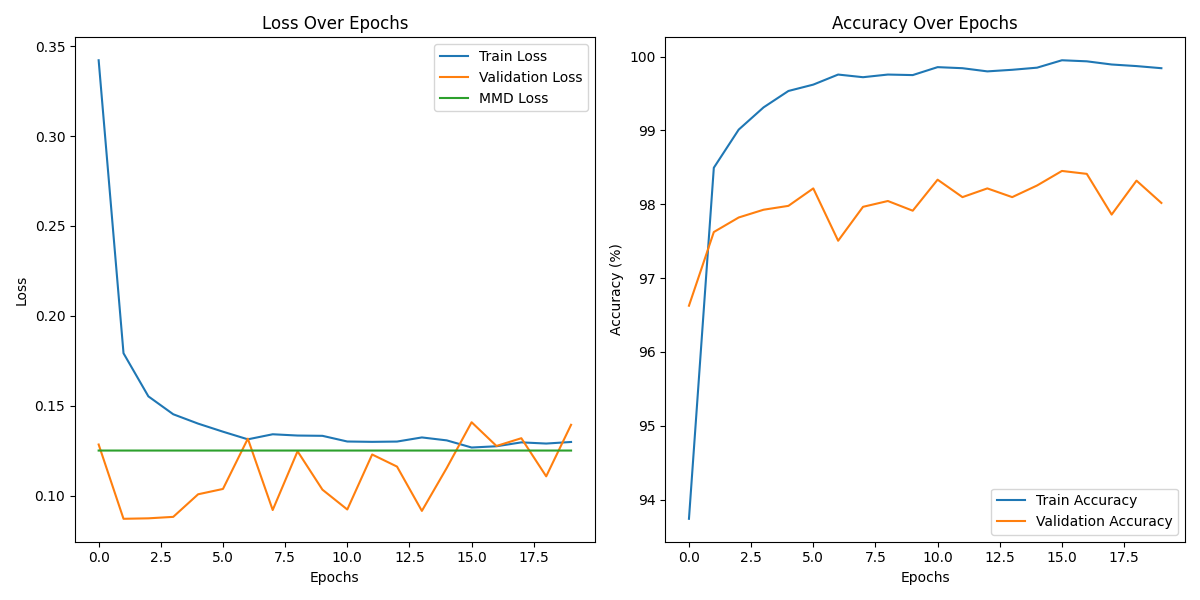 Loss Over Epochs
Loss
0.35
0.30
0.25
0.20
0.15
0.10
Train Loss
Validation Loss
MMD Loss
0.0 2.5 5.0 7.5 10.0 12.5 15.0 17.5
Epochs
Accuracy Over Epochs
Accuracy (%)
100
99
98
97
96
95
94
Train Accuracy
Validation Accuracy
0.0 2.5 5.0 7.5 10.0 12.5 15.0 17.5
Epochs